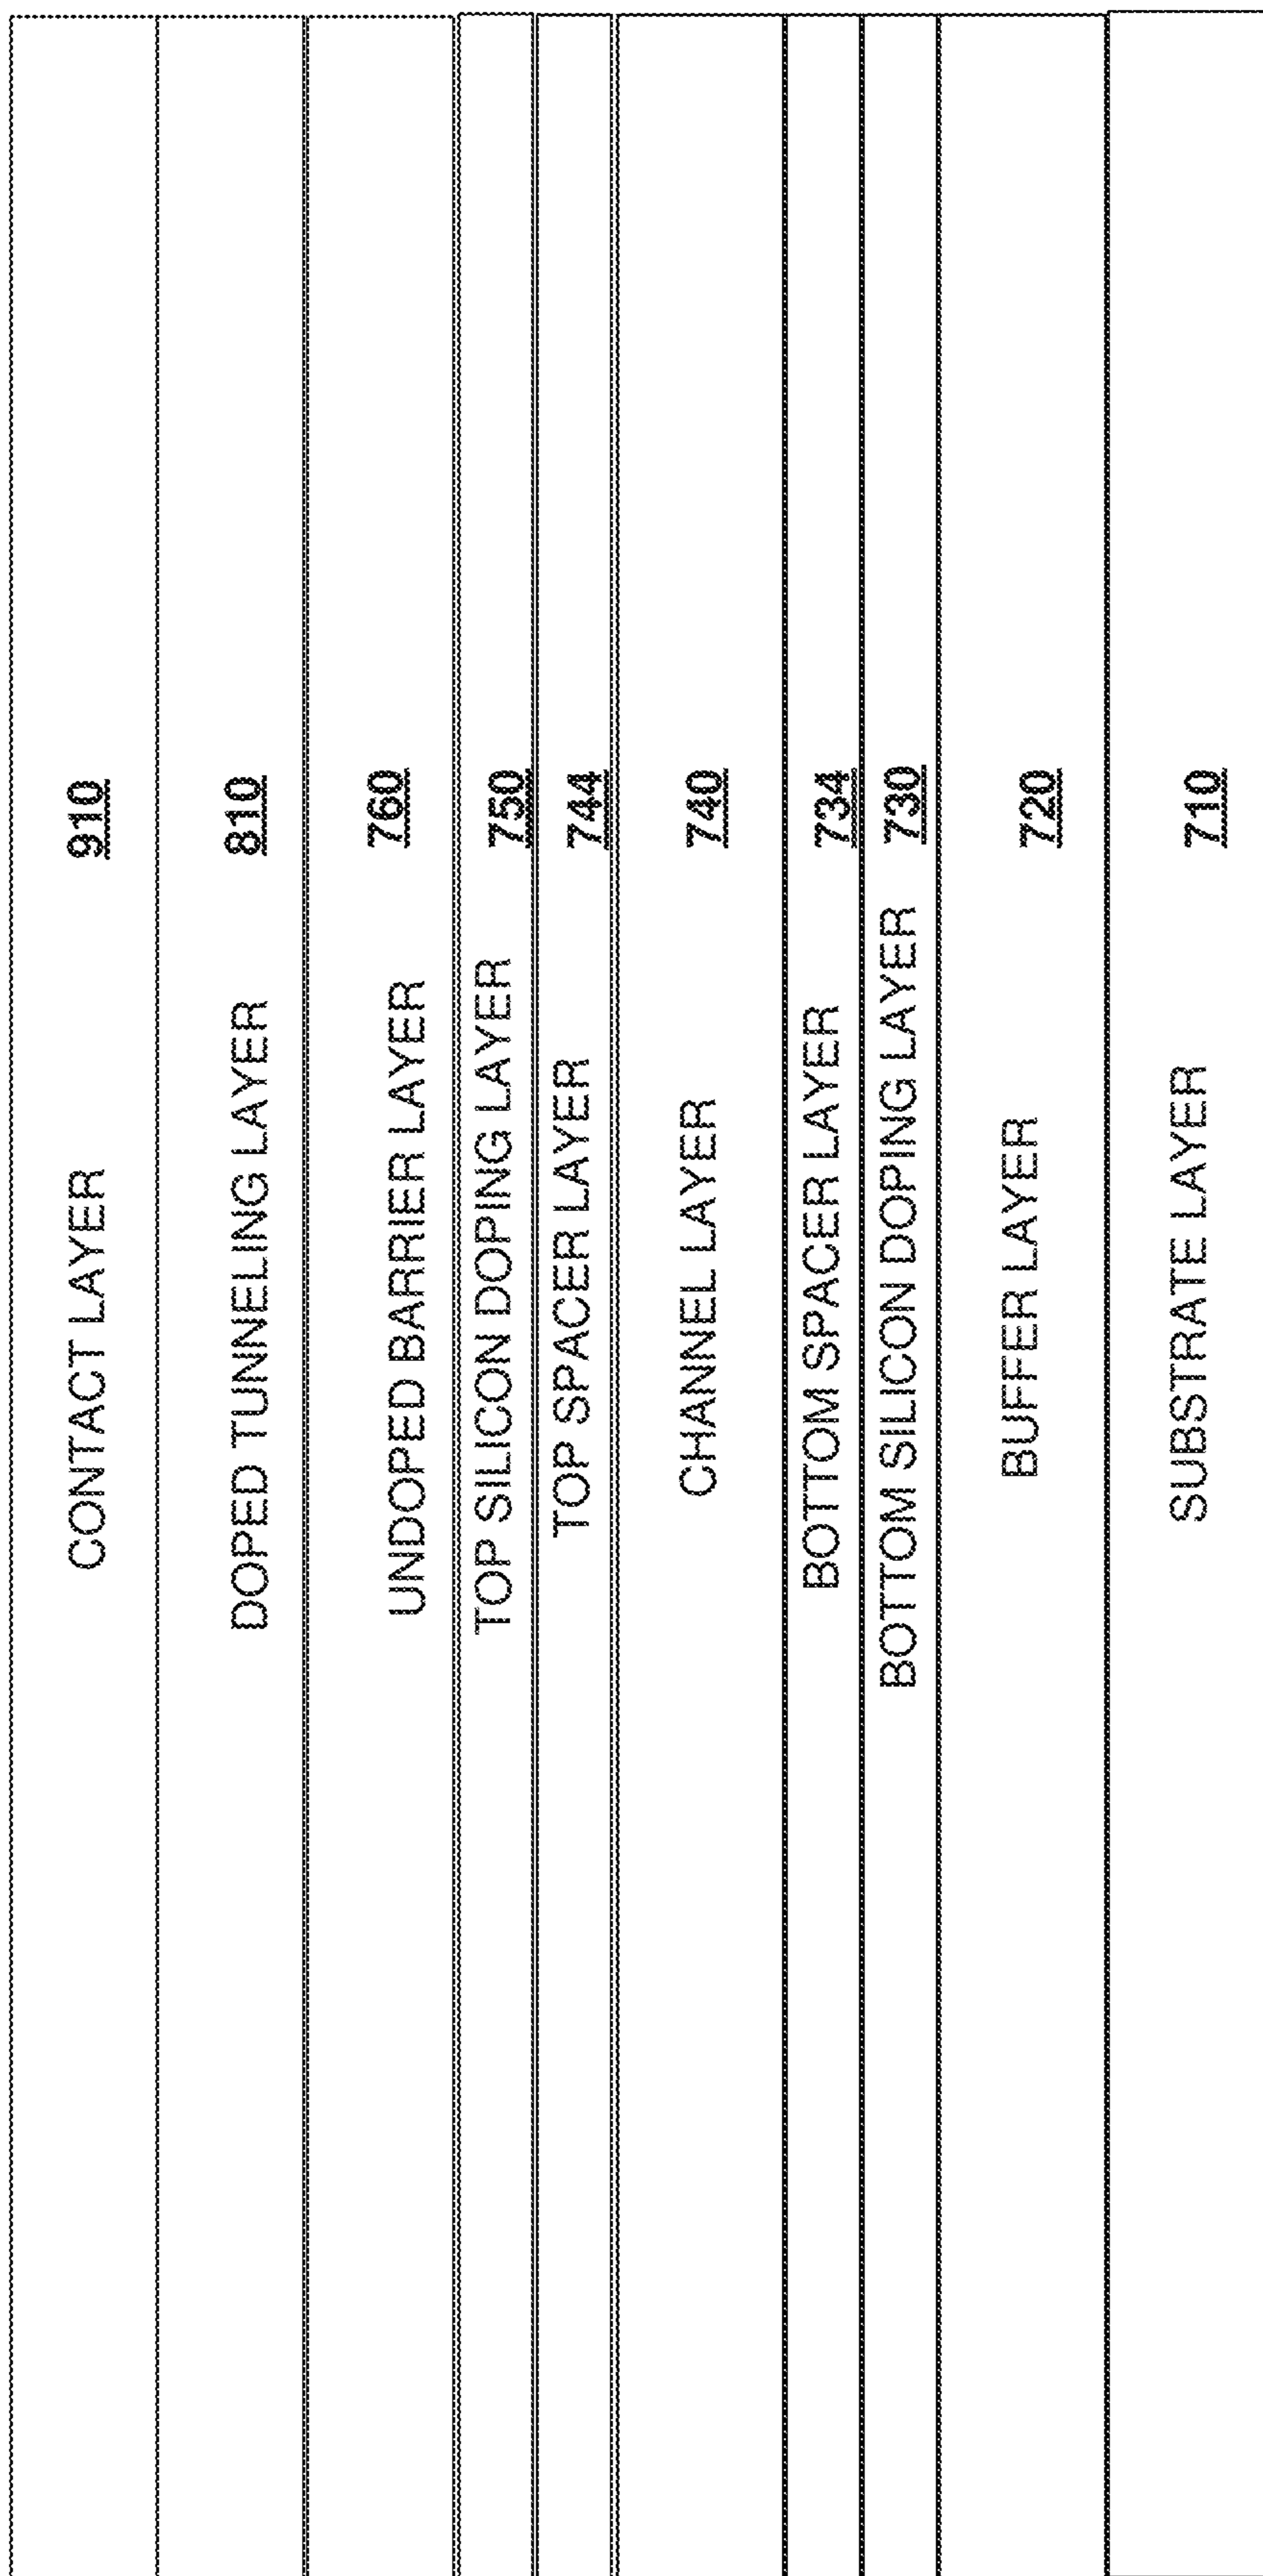 CONTACT LAYER 910
DOPED TUNNELING LAYER 810
UNDOPED BARRIER LAYER 760
TOP SILICON DOPING LAYER 750
TOP SPACER LAYER 744
CHANNEL LAYER 740
BOTTOM SPACER LAYER 734
BOTTOM SILICON DOPING LAYER 730
BUFFER LAYER 720
SUBSTRATE LAYER 710